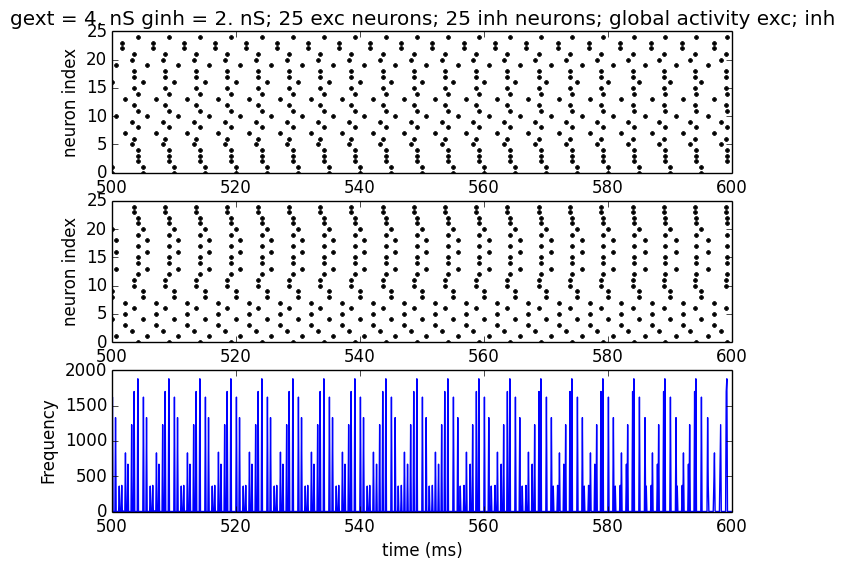 gext = 4. nS ginh = 2. nS; 25 exc neurons; 25 inh neurons; global activity exc; inh
25
20
15
10
5
0
neuron index
500 520 540 560 580 600
25
20
15
10
5
0
neuron index
500 520 540 560 580 600
2000
1500
1000
500
0
Frequency
500 520 540 560 580 600
time (ms)